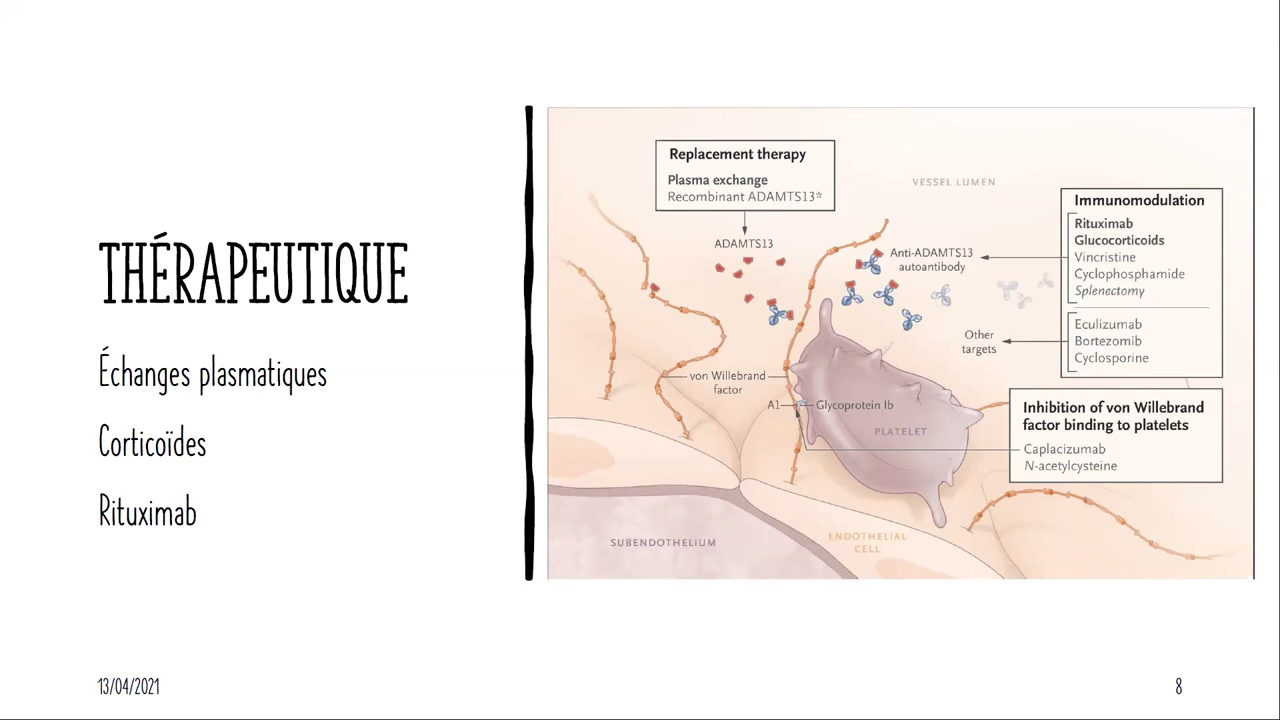 THÉRAPEUTIQUE
Échanges plasmatiques
Corticoïdes
Rituximab
Replacement therapy
Plasma exchange
Recombinant ADAMTS13*
ADAMTS13
VESSEL LUMEN
Anti-ADAMTS13
autoantibody
Immunomodulation
Rituximab
Glucocorticoids
Vincristine
Cyclophosphamide
Splenectomy
Other
targets
Eculizumab
Bortezomib
Cyclosporine
von Willebrand
factor
A1
Glycoprotein Ib
PLATELET
Inhibition of von Willebrand
factor binding to platelets
Caplacizumab
N-acetylcysteine
SUBENDOTHELIUM
ENDOTHELIAL
CELL
13/04/2021
8